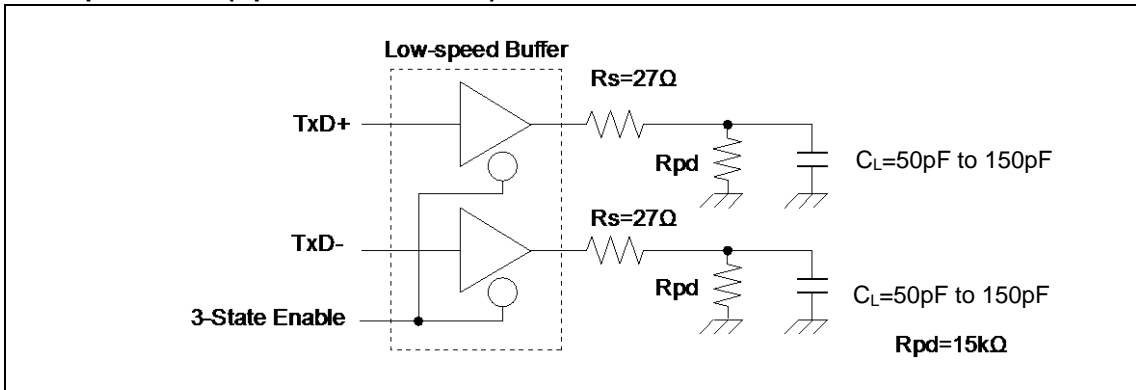 Low-speed Buffer
Rs=27Ω
TxD+
Rpd
CL=50pF to 150pF
Rs=27Ω
TxD-
Rpd
CL=50pF to 150pF
3-State Enable
Rpd=15kΩ